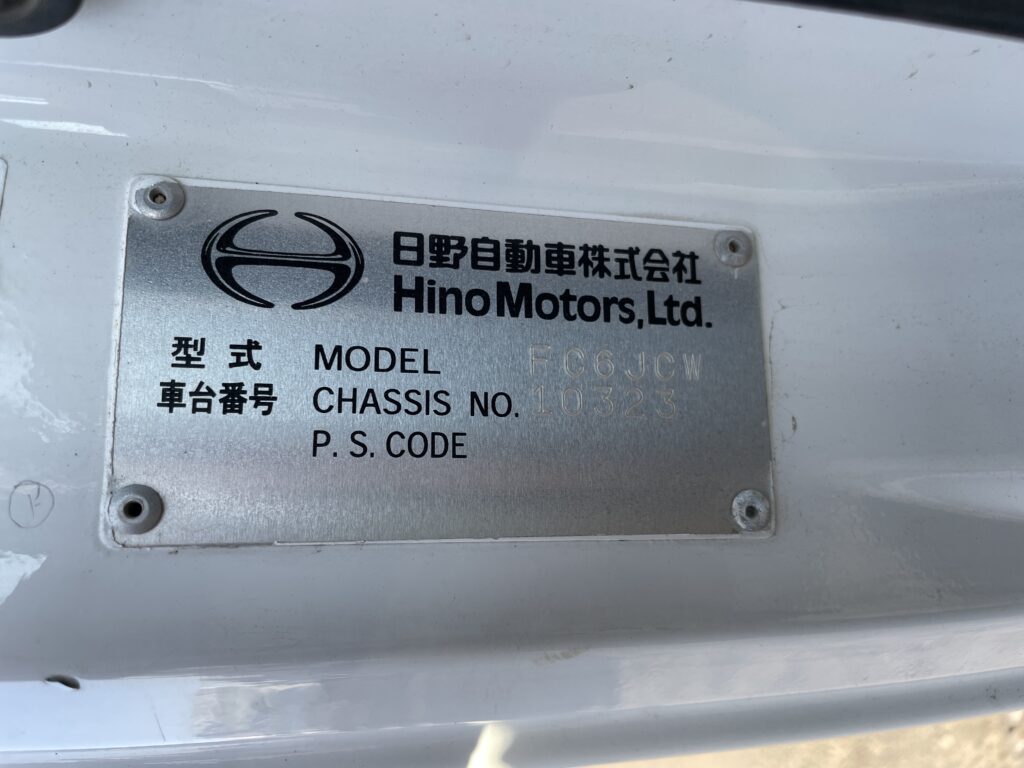 日野自動車株式会社
Hino Motors, Ltd.
型式 MODEL FC6JCW
車台番号 CHASSIS NO. 10323
P. S. CODE